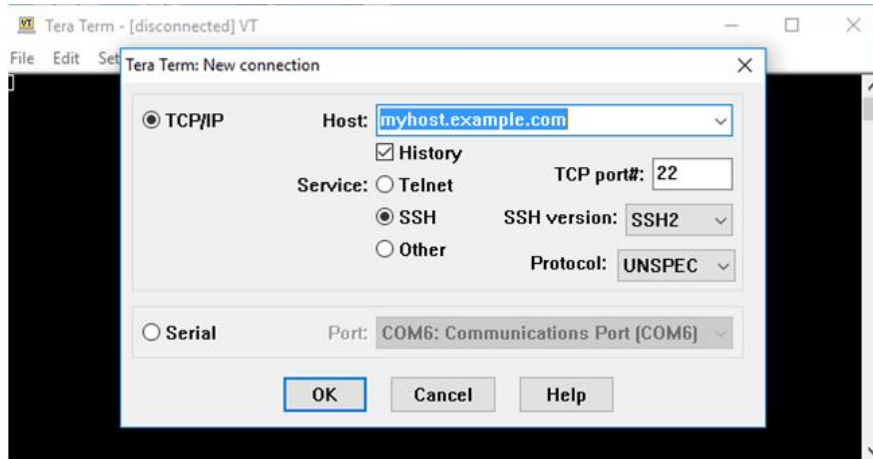 VT Tera Term - [disconnected] VT
File Edit Set
Tera Term: New connection
TCP/IP Host: myhost.example.com
History
Service: Telnet TCP port#: 22
SSH SSH version: SSH2
Other Protocol: UNSPEC
Serial Port: COM6: Communications Port (COM6)
OK Cancel Help